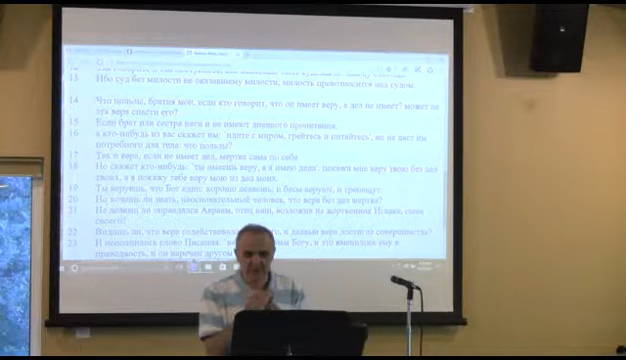 13 Ибо суд без милости не оказавшему милости, милость превозносится над судом.
14 Что пользы, братия мои, если кто говорит, что он имеет веру, а дел не имеет? может ли
эта вера спасти его?
15 Если брат или сестра наги и не имеют дневного пропитания,
16 а кто-нибудь из вас скажет им: `идите с миром, грейтесь и питайтесь', но не даст им
потребного для тела: что пользы?
17 Так и вера, если не имеет дел, мертва сама по себе
18 Но скажет кто-нибудь: `ты имеешь веру, а я имею дела': покажи мне веру твою без дел
твоих, а я покажу тебе веру мою из дел моих.
19 Ты веруешь, что Бог един: хорошо делаешь; и бесы веруют, и трепещут.
20 Но хочешь ли знать, неосновательный человек, что вера без дел мертва?
21 Не делами ли оправдался Авраам, отец наш, возложив на жертвенник Исаака, сына
своего?
22 Видишь ли, что вера содействовала и делами вера достигла совершенства?
23 И исполнилось слово Писания: Богу, и это вменилось ему в
праведность, и он наречен другом